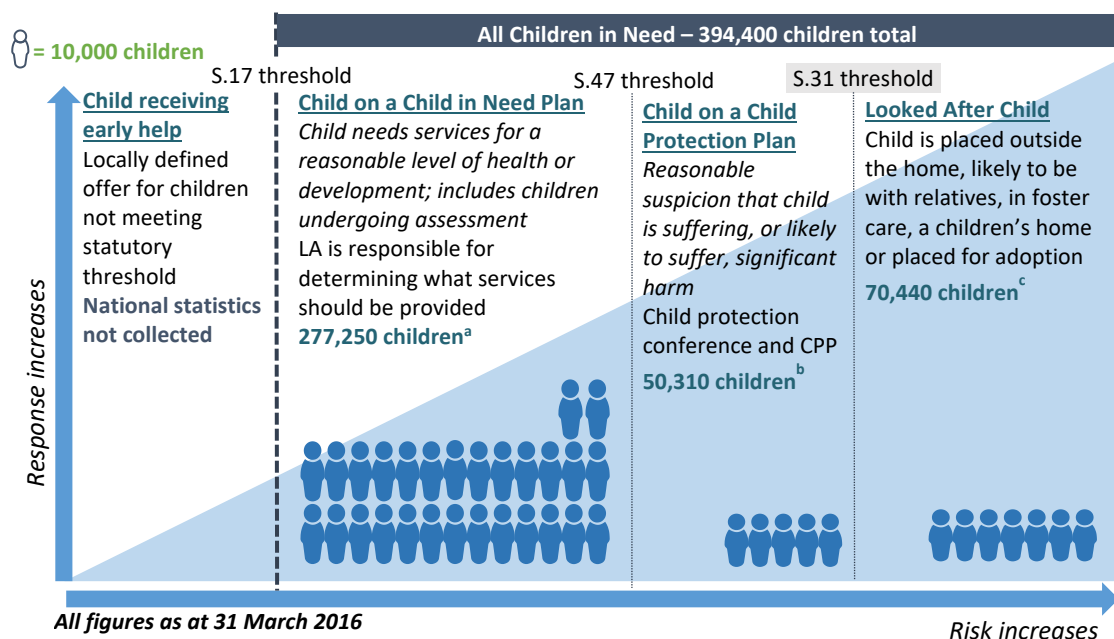 = 10,000 children
All Children in Need – 394,400 children total
S.17 threshold
S.47 threshold
S.31 threshold
Child receiving
early help
Locally defined
offer for children
not meeting
statutory
threshold
National statistics
not collected
Child on a Child in Need Plan
Child needs services for a
reasonable level of health or
development; includes children
undergoing assessment
LA is responsible for
determining what services
should be provided
277,250 childrenᵃ
Child on a Child
Protection Plan
Reasonable
suspicion that child
is suffering, or likely
to suffer, significant
harm
Child protection
conference and CPP
50,310 childrenᵇ
Looked After Child
Child is placed outside
the home, likely to be
with relatives, in foster
care, a children’s home
or placed for adoption
70,440 childrenᶜ
Response increases
All figures as at 31 March 2016
Risk increases